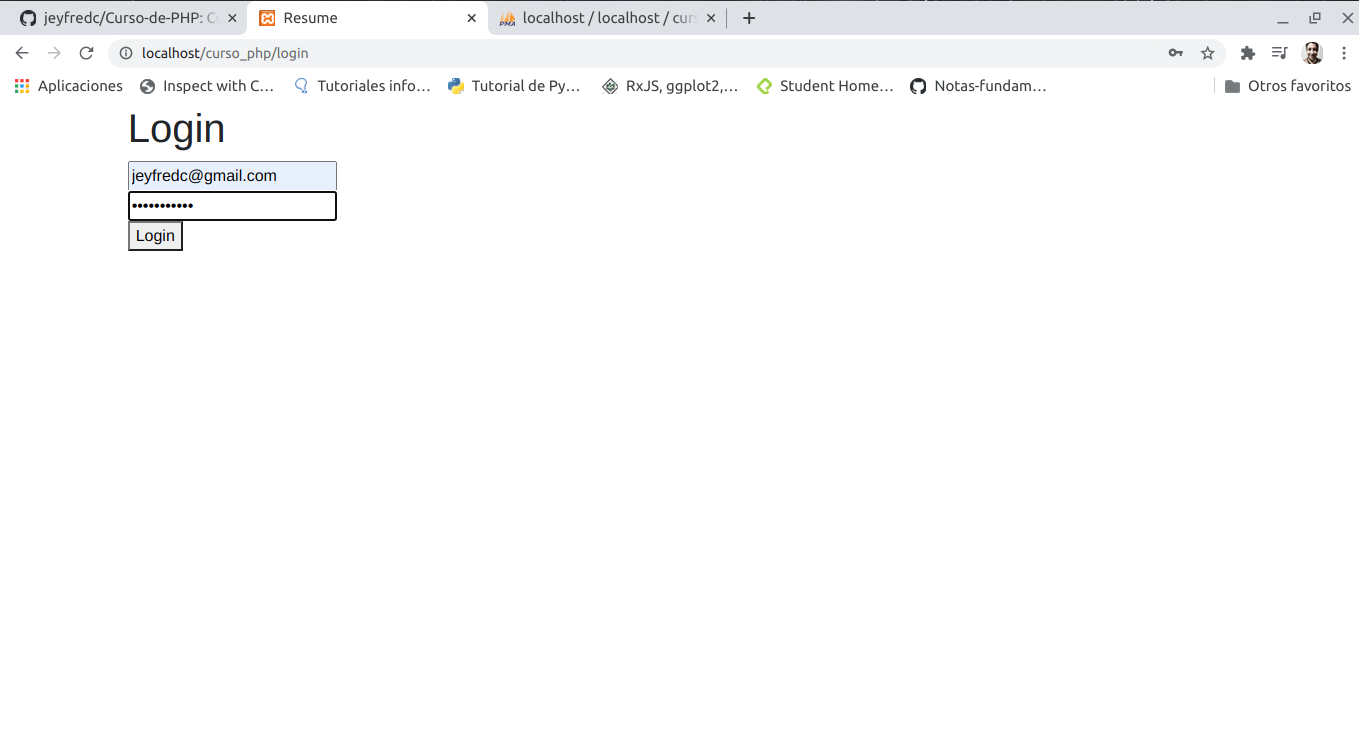 jeyfredc/Curso-de-PHP: Cu
Resume
PMA localhost / localhost / curs
localhost/curso_php/login
Aplicaciones Inspect with C... Tutoriales info... Tutorial de Py... RxJS, ggplot2,... Student Home... Notas-fundam... Otros favoritos
Login
jeyfredc@gmail.com
•••••••••••
Login